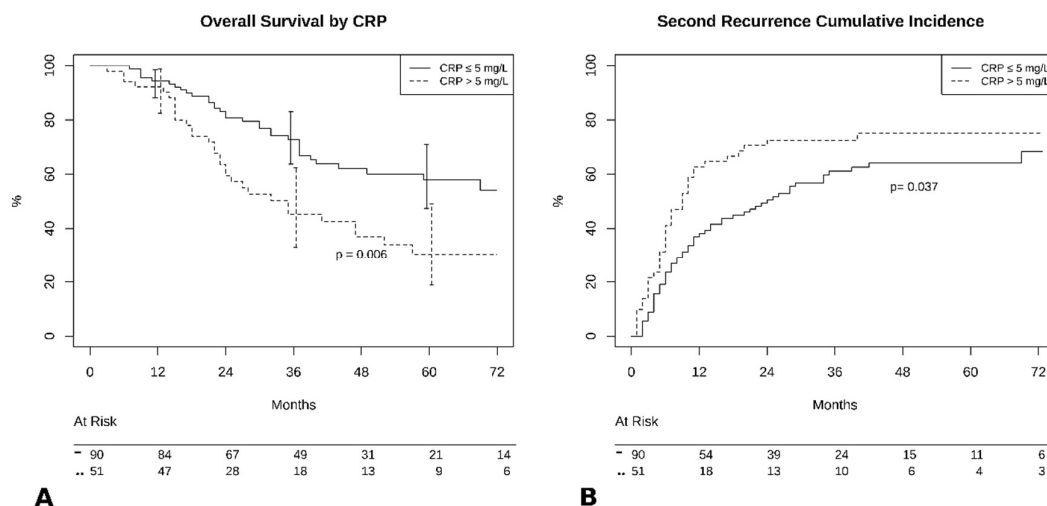 Overall Survival by CRP
CRP ≤ 5 mg/L
CRP > 5 mg/L
100
80
60
40
20
0
%
p = 0.006
0 12 24 36 48 60 72
Months
At Risk
90 84 67 49 31 21 14
51 47 28 18 13 9 6
A
Second Recurrence Cumulative Incidence
CRP ≤ 5 mg/L
CRP > 5 mg/L
100
80
60
40
20
0
%
p= 0.037
0 12 24 36 48 60 72
Months
At Risk
90 54 39 24 15 11 6
51 18 13 10 6 4 3
B